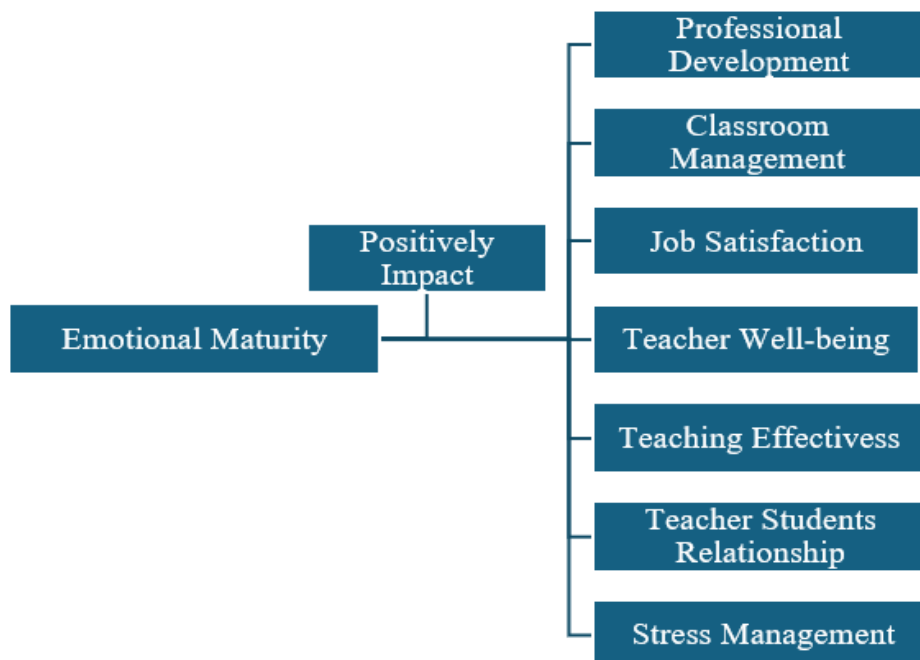 Professional
Development
Classroom
Management
Positively
Impact
Job Satisfaction
Emotional Maturity
Teacher Well-being
Teaching Effectivess
Teacher Students
Relationship
Stress Management